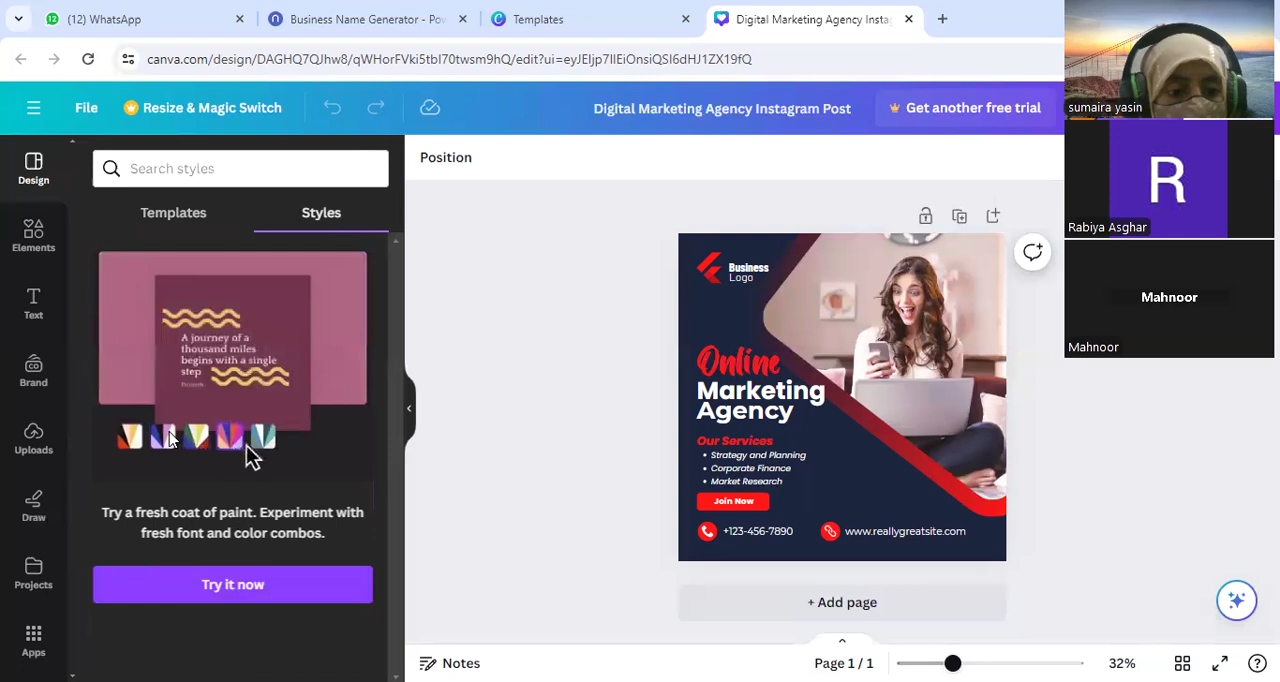 (12) WhatsApp
Business Name Generator - Pow
Templates
Digital Marketing Agency Insta
canva.com/design/DAGHQ7QJhw8/qWHorFVki5tbI70twsm9hQ/edit?ui=eyJEIjp7IlEiOnsiQSI6dHJ1ZX19fQ
File
Resize & Magic Switch
Digital Marketing Agency Instagram Post
Get another free trial
sumaira yasin
R
Rabiya Asghar
Mahnoor
Mahnoor
Design
Elements
Text
Brand
Uploads
Draw
Projects
Apps
Search styles
Templates
Styles
A journey of a
thousand miles
begins with a single
step
Try a fresh coat of paint. Experiment with
fresh font and color combos.
Try it now
Position
Business
Logo
Online
Marketing
Agency
Our Services
• Strategy and Planning
• Corporate Finance
• Market Research
Join Now
+123-456-7890
www.reallygreatsite.com
+ Add page
Notes
Page 1 / 1
32%